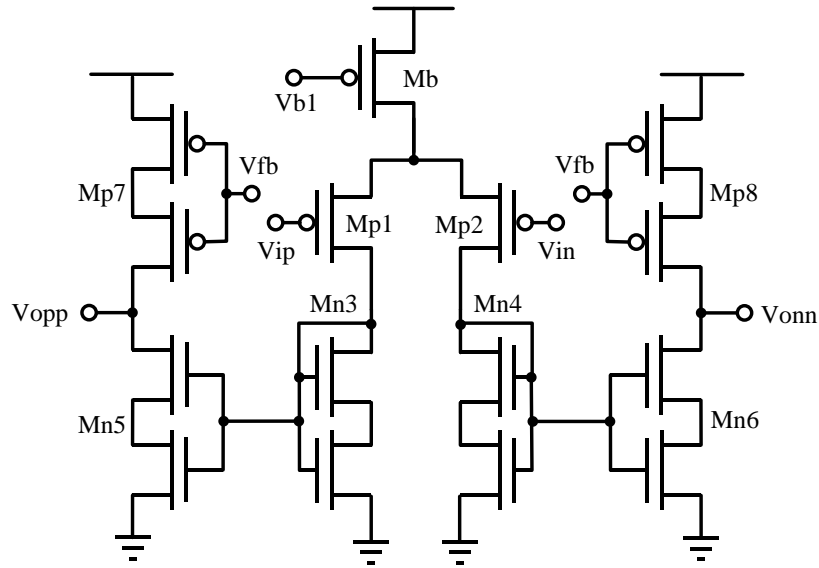 Mb
Vb1
Vfb
Vfb
Mp7
Mp8
Mp1
Mp2
Vip
Vin
Mn3
Mn4
Vopp
Vonn
Mn5
Mn6